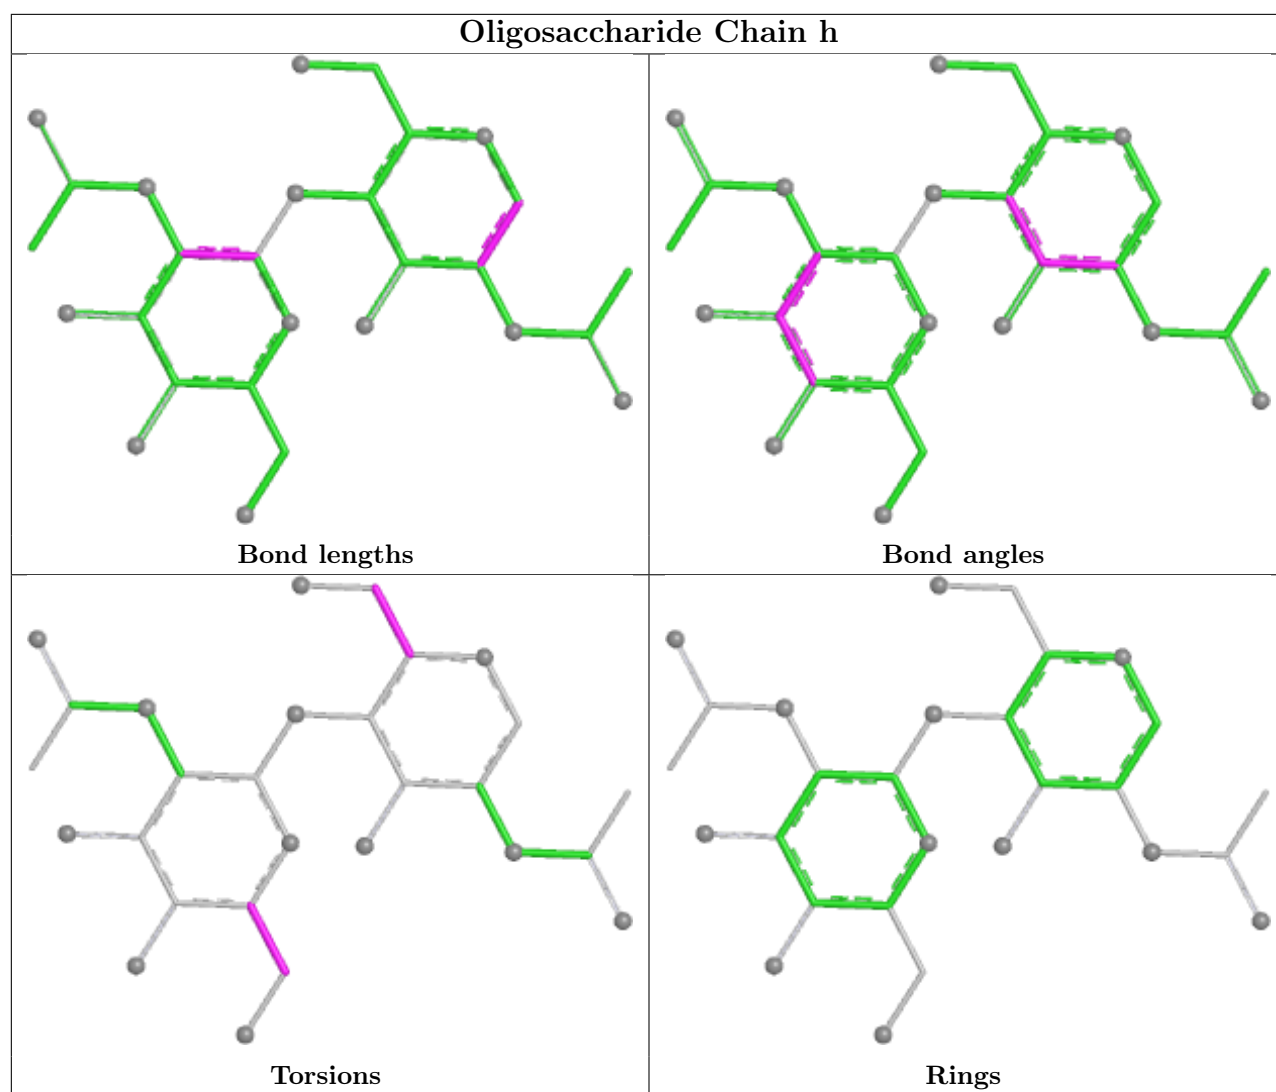 Oligosaccharide Chain h
Bond lengths
Bond angles
Torsions
Rings